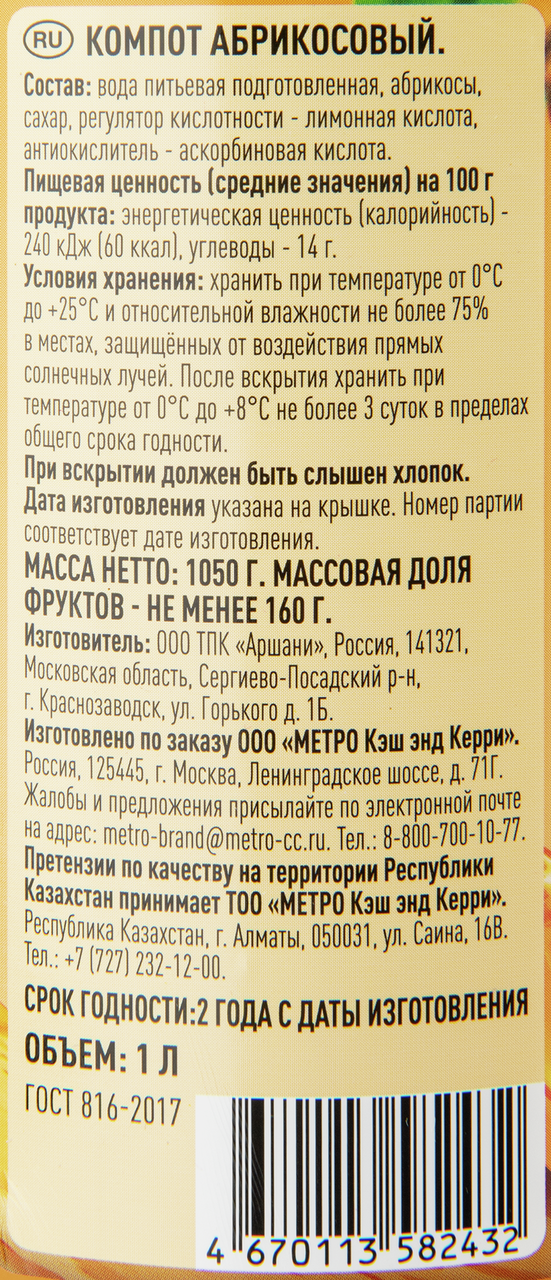 RU КОМПОТ АБРИКОСОВЫЙ.
Состав: вода питьевая подготовленная, абрикосы,
сахар, регулятор кислотности - лимонная кислота,
антиокислитель - аскорбиновая кислота.
Пищевая ценность (средние значения) на 100 г
продукта: энергетическая ценность (калорийность) -
240 кДж (60 ккал), углеводы - 14 г.
Условия хранения: хранить при температуре от 0°С
до +25°С и относительной влажности не более 75%
в местах, защищённых от воздействия прямых
солнечных лучей. После вскрытия хранить при
температуре от 0°С до +8°С не более 3 суток в пределах
общего срока годности.
При вскрытии должен быть слышен хлопок.
Дата изготовления указана на крышке. Номер партии
соответствует дате изготовления.
МАССА НЕТТО: 1050 Г. МАССОВАЯ ДОЛЯ
ФРУКТОВ - НЕ МЕНЕЕ 160 Г.
Изготовитель: ООО ТПК «Аршани», Россия, 141321,
Московская область, Сергиево-Посадский р-н,
г. Краснозаводск, ул. Горького д. 1Б.
Изготовлено по заказу ООО «МЕТРО Кэш энд Керри».
Россия, 125445, г. Москва, Ленинградское шоссе, д. 71Г.
Жалобы и предложения присылайте по электронной почте
на адрес: metro-brand@metro-cc.ru. Тел.: 8-800-700-10-77.
Претензии по качеству на территории Республики
Казахстан принимает ТОО «МЕТРО Кэш энд Керри».
Республика Казахстан, г. Алматы, 050031, ул. Саина, 16В.
Тел.: +7 (727) 232-12-00.
СРОК ГОДНОСТИ:2 ГОДА С ДАТЫ ИЗГОТОВЛЕНИЯ
ОБЪЕМ: 1 Л
ГОСТ 816-2017
4 670113 582432